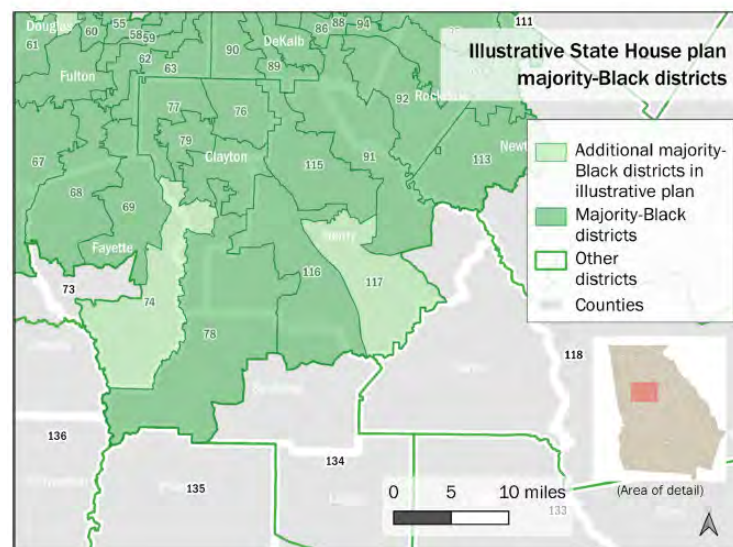 55
111
86
88
94
Douglas
60
58
59
61
62
90
DeKalb
89
63
Fulton
Illustrative State House plan
majority-Black districts
77
76
92
79
Clayton
67
68
69
115
91
113
Additional majority-
Black districts in
illustrative plan
Majority-Black
districts
Other
districts
Counties
Fayette
Henry
73
74
116
117
78
118
136
134
135
133
0 5 10 miles
(Area of detail)